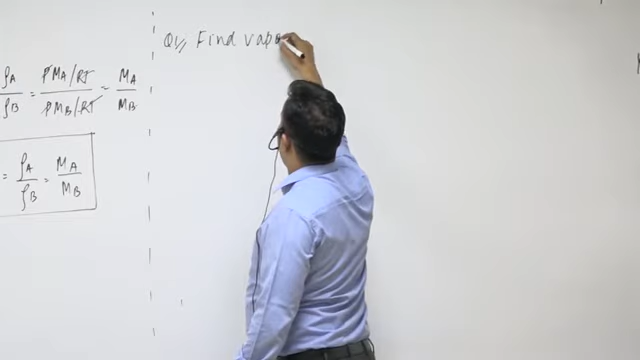 ρA/ρB = PMA/RT / PMB/RT = MA/MB
= ρA/ρB = MA/MB
Q1, Find vapo